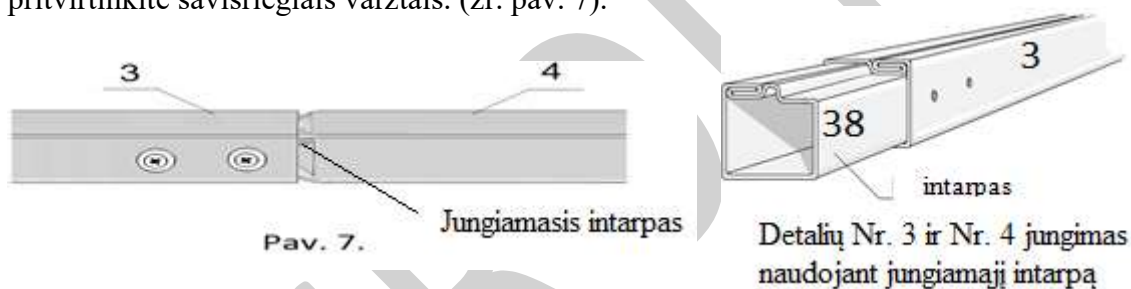 pritvirtinkite savisriegiais varžtais. (žr. pav. 7).
3
4
Jungiamasis intarpas
Pav. 7.
3
38
intarpas
Detalių Nr. 3 ir Nr. 4 jungimas
naudojant jungiamąjį intarpą